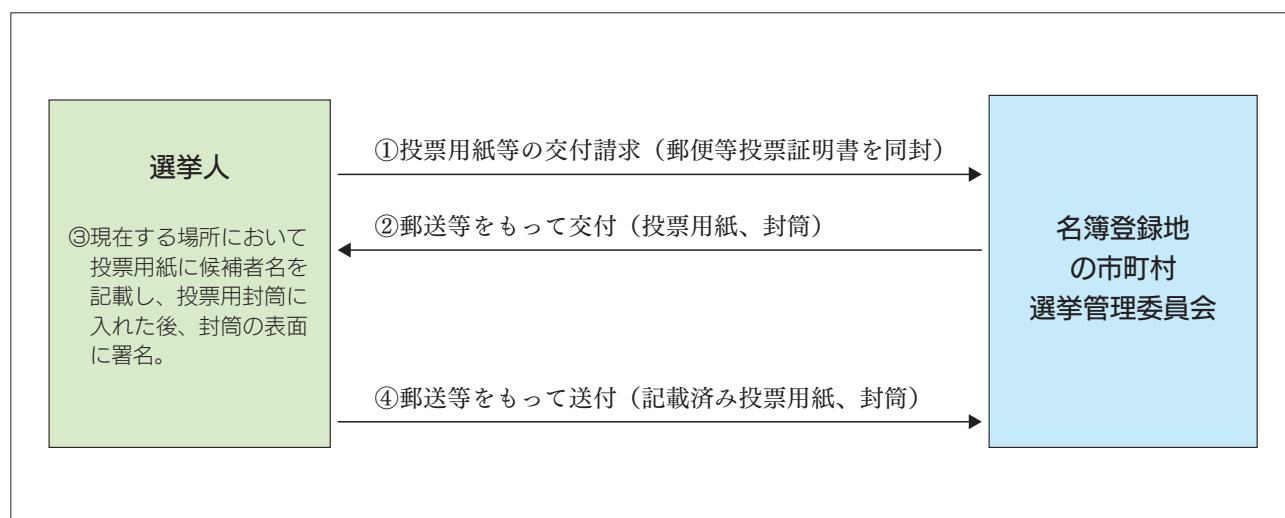 選挙人
③現在する場所において
投票用紙に候補者名を
記載し、投票用封筒に
入れた後、封筒の表面
に署名。
①投票用紙等の交付請求（郵便等投票証明書を同封）
②郵送等をもって交付（投票用紙、封筒）
④郵送等をもって送付（記載済み投票用紙、封筒）
名簿登録地
の市町村
選挙管理委員会